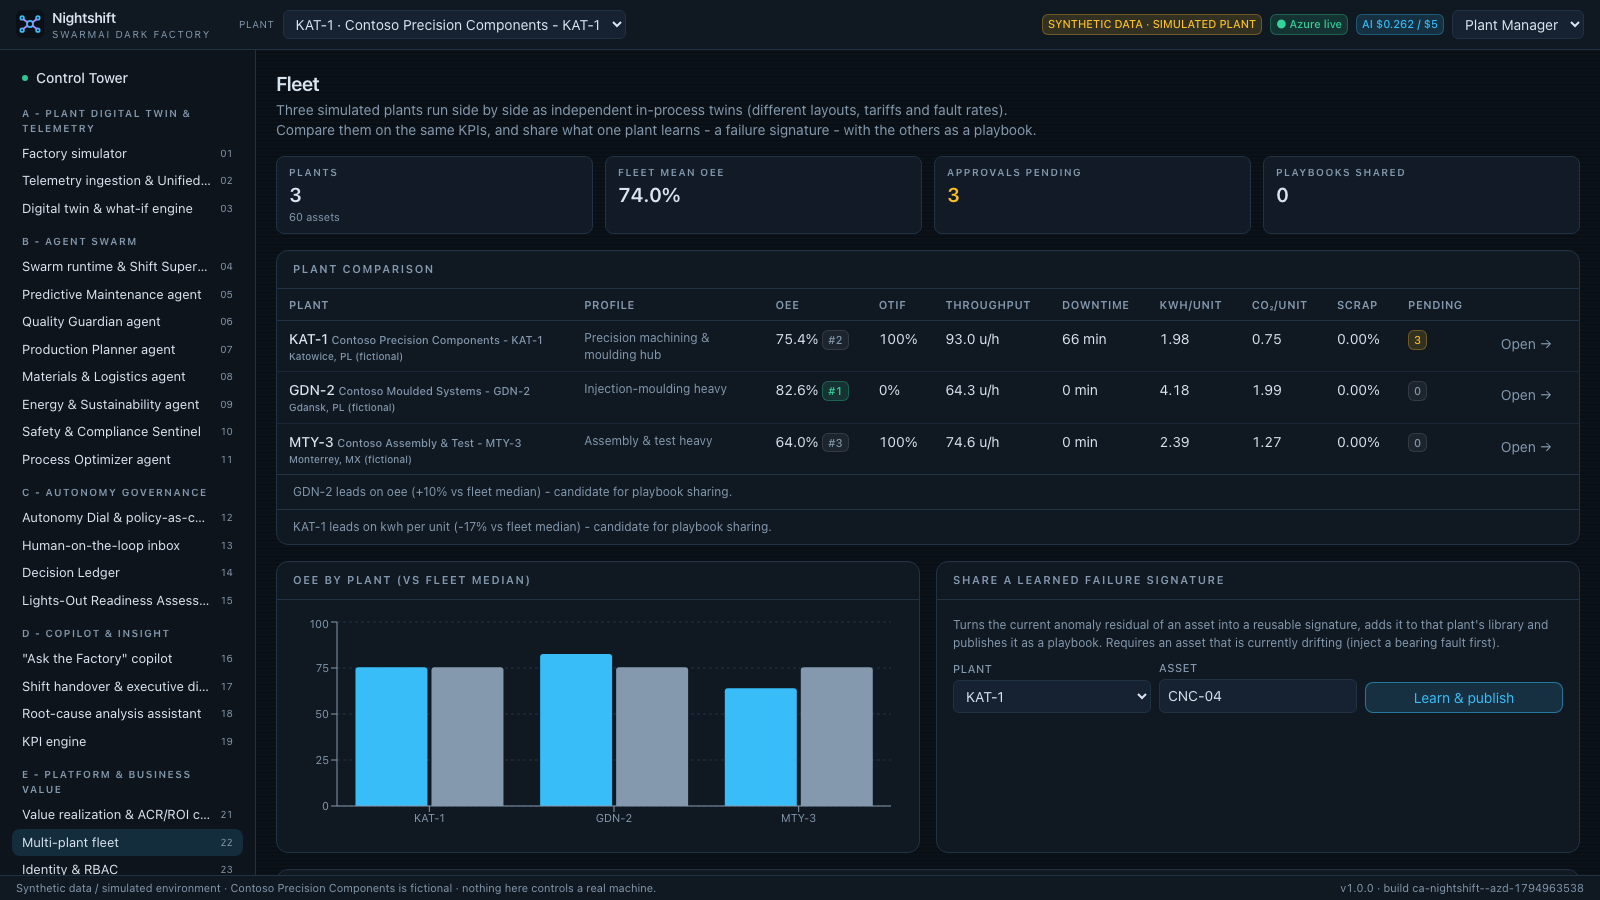 Nightshift
SWARMAI DARK FACTORY
PLANT
KAT-1 · Contoso Precision Components - KAT-1
SYNTHETIC DATA · SIMULATED PLANT
Azure live
AI $0.262 / $5
Plant Manager
Control Tower
A - PLANT DIGITAL TWIN &
TELEMETRY
Factory simulator 01
Telemetry ingestion & Unified... 02
Digital twin & what-if engine 03
B - AGENT SWARM
Swarm runtime & Shift Super... 04
Predictive Maintenance agent 05
Quality Guardian agent 06
Production Planner agent 07
Materials & Logistics agent 08
Energy & Sustainability agent 09
Safety & Compliance Sentinel 10
Process Optimizer agent 11
C - AUTONOMY GOVERNANCE
Autonomy Dial & policy-as-c... 12
Human-on-the-loop inbox 13
Decision Ledger 14
Lights-Out Readiness Assess... 15
D - COPILOT & INSIGHT
"Ask the Factory" copilot 16
Shift handover & executive di... 17
Root-cause analysis assistant 18
KPI engine 19
E - PLATFORM & BUSINESS
VALUE
Value realization & ACR/ROI c... 21
Multi-plant fleet 22
Identity & RBAC 23
Fleet
Three simulated plants run side by side as independent in-process twins (different layouts, tariffs and fault rates).
Compare them on the same KPIs, and share what one plant learns - a failure signature - with the others as a playbook.
PLANTS
3
60 assets
FLEET MEAN OEE
74.0%
APPROVALS PENDING
3
PLAYBOOKS SHARED
0
PLANT COMPARISON
PLANT PROFILE OEE OTIF THROUGHPUT DOWNTIME KWH/UNIT CO₂/UNIT SCRAP PENDING
KAT-1 Contoso Precision Components - KAT-1 Precision machining & 75.4% #2 100% 93.0 u/h 66 min 1.98 0.75 0.00% 3 Open →
Katowice, PL (fictional) moulding hub
GDN-2 Contoso Moulded Systems - GDN-2 Injection-moulding heavy 82.6% #1 0% 64.3 u/h 0 min 4.18 1.99 0.00% 0 Open →
Gdansk, PL (fictional)
MTY-3 Contoso Assembly & Test - MTY-3 Assembly & test heavy 64.0% #3 100% 74.6 u/h 0 min 2.39 1.27 0.00% 0 Open →
Monterrey, MX (fictional)
GDN-2 leads on oee (+10% vs fleet median) - candidate for playbook sharing.
KAT-1 leads on kwh per unit (-17% vs fleet median) - candidate for playbook sharing.
OEE BY PLANT (VS FLEET MEDIAN)
100
75
50
25
0
KAT-1 GDN-2 MTY-3
SHARE A LEARNED FAILURE SIGNATURE
Turns the current anomaly residual of an asset into a reusable signature, adds it to that plant's library and
publishes it as a playbook. Requires an asset that is currently drifting (inject a bearing fault first).
PLANT ASSET
KAT-1 CNC-04 Learn & publish
Synthetic data / simulated environment · Contoso Precision Components is fictional · nothing here controls a real machine.
v1.0.0 · build ca-nightshift--azd-1794963538